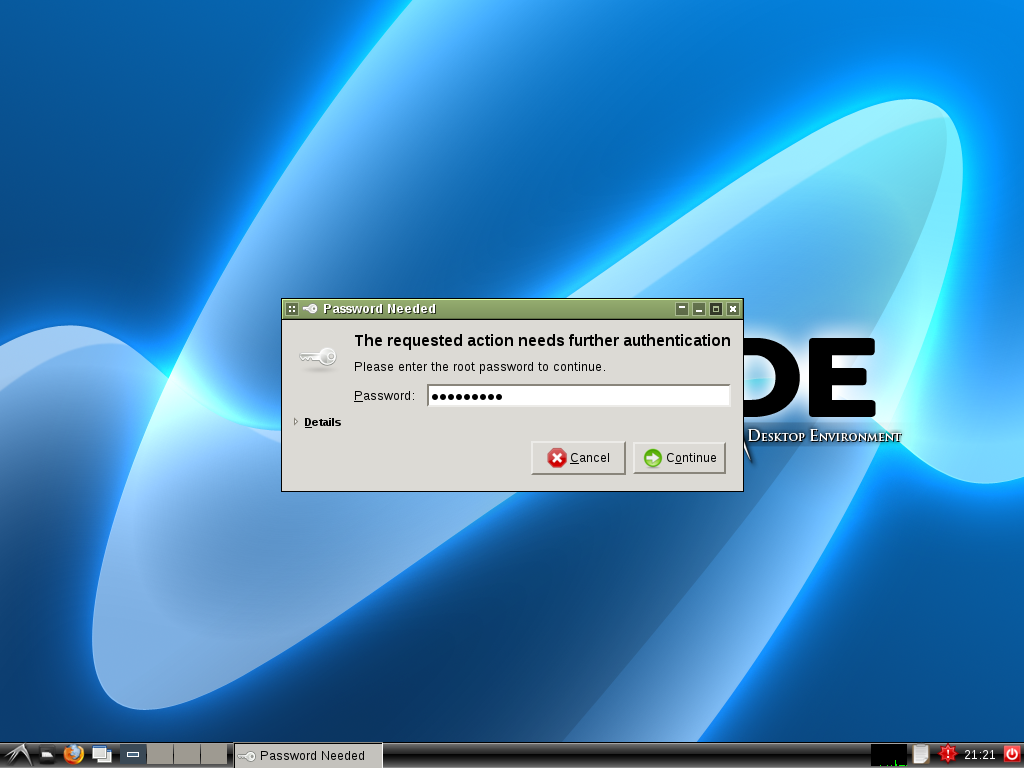 Password Needed
The requested action needs further authentication
Please enter the root password to continue.
Password: ●●●●●●●●●
Details
Cancel
Continue
DE
Desktop Environment
Password Needed
21:21